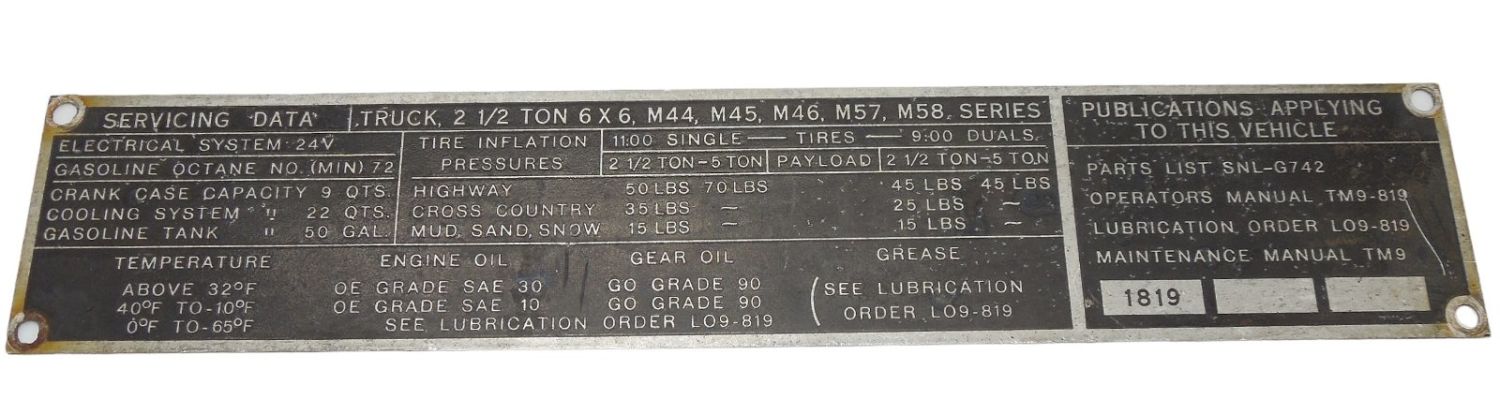 SERVICING DATA TRUCK, 2 1/2 TON 6 X 6, M44, M45, M46, M57, M58, SERIES
ELECTRICAL SYSTEM 24V
GASOLINE OCTANE NO. (MIN) 72
CRANK CASE CAPACITY 9 QTS.
COOLING SYSTEM " 22 QTS.
GASOLINE TANK " 50 GAL.
TIRE INFLATION 11:00 SINGLE — TIRES — 9:00 DUALS.
PRESSURES 2 1/2 TON-5 TON PAYLOAD 2 1/2 TON-5 TON
HIGHWAY 50 LBS 70 LBS 45 LBS 45 LBS
CROSS COUNTRY 35 LBS ~ 25 LBS ~
MUD, SAND, SNOW 15 LBS ~ 15 LBS ~
TEMPERATURE ENGINE OIL GEAR OIL GREASE
ABOVE 32°F OE GRADE SAE 30 GO GRADE 90 (SEE LUBRICATION
40°F TO-10°F OE GRADE SAE 10 GO GRADE 90 ORDER LO9-819
0°F TO-65°F SEE LUBRICATION ORDER LO9-819
PUBLICATIONS APPLYING
TO THIS VEHICLE
PARTS LIST SNL-G742
OPERATORS MANUAL TM9-819
LUBRICATION ORDER LO9-819
MAINTENANCE MANUAL TM9
1819